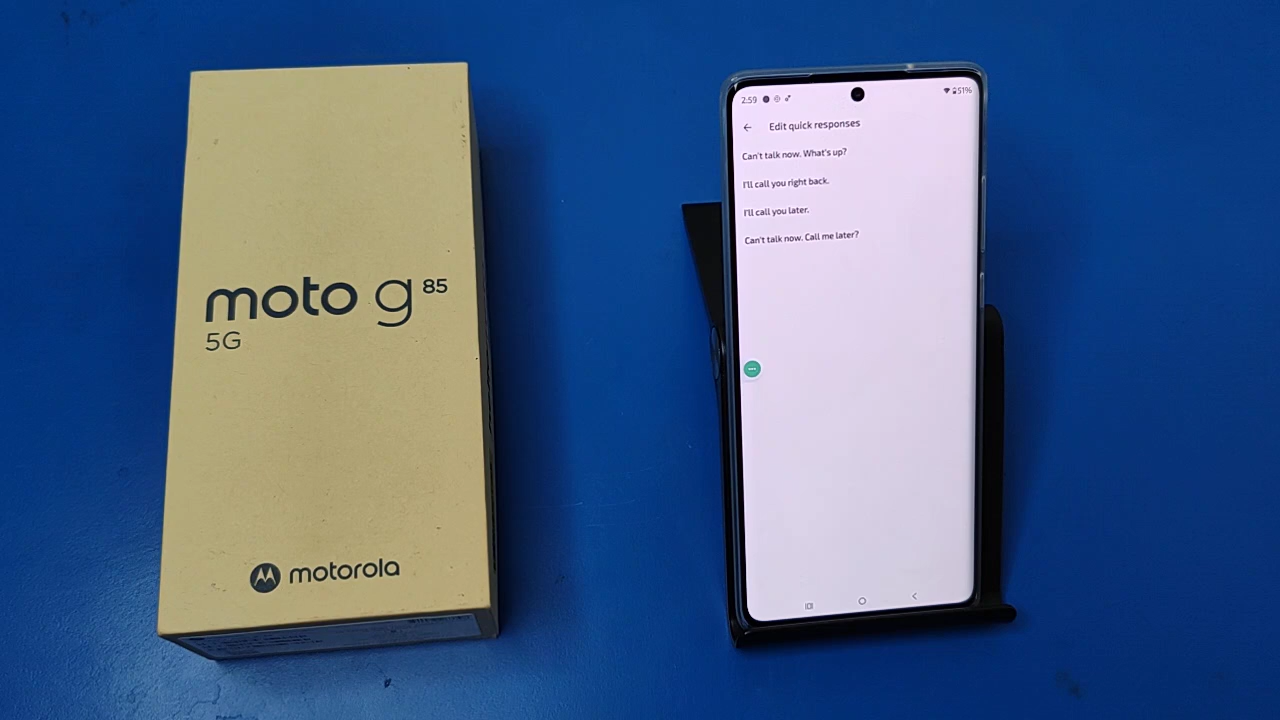 moto g 85
5G
motorola
2:59
51%
Edit quick responses
Can't talk now. What's up?
I'll call you right back.
I'll call you later.
Can't talk now. Call me later?